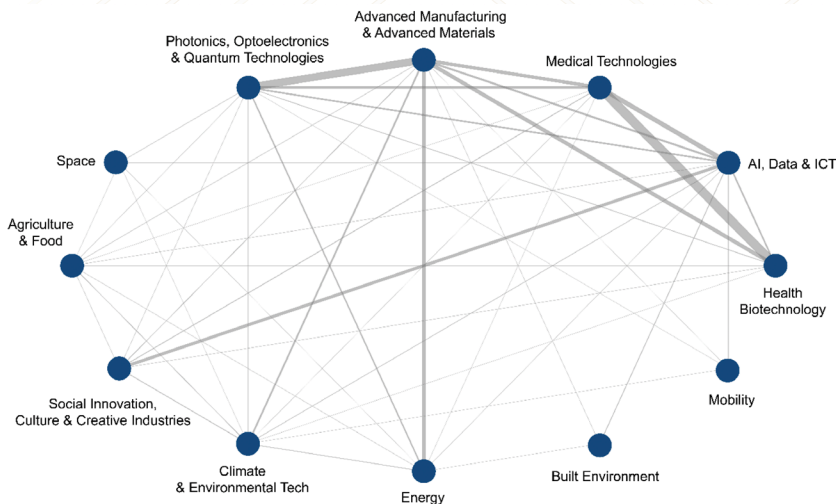 Advanced Manufacturing
& Advanced Materials
Photonics, Optoelectronics
& Quantum Technologies
Medical Technologies
Space
AI, Data & ICT
Agriculture
& Food
Health
Biotechnology
Mobility
Social Innovation,
Culture & Creative Industries
Climate
& Environmental Tech
Energy
Built Environment